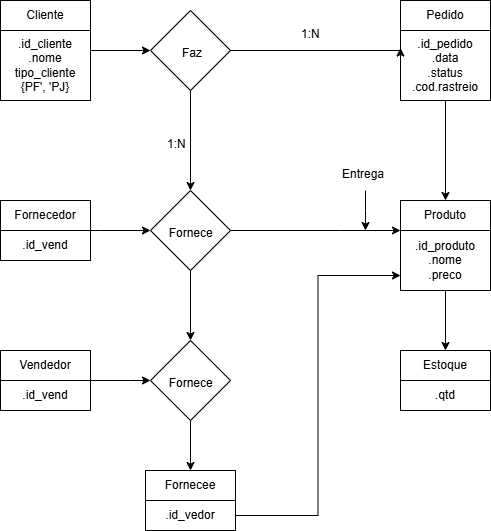 Cliente
.id_cliente
.nome
tipo_cliente
{PF', 'PJ}
Faz
1:N
Pedido
.id_pedido
.data
.status
.cod.rastreio
1:N
Entrega
Fornecedor
.id_vend
Fornece
Produto
.id_produto
.nome
.preco
Vendedor
.id_vend
Fornece
Estoque
.qtd
Fornecee
.id_vedor